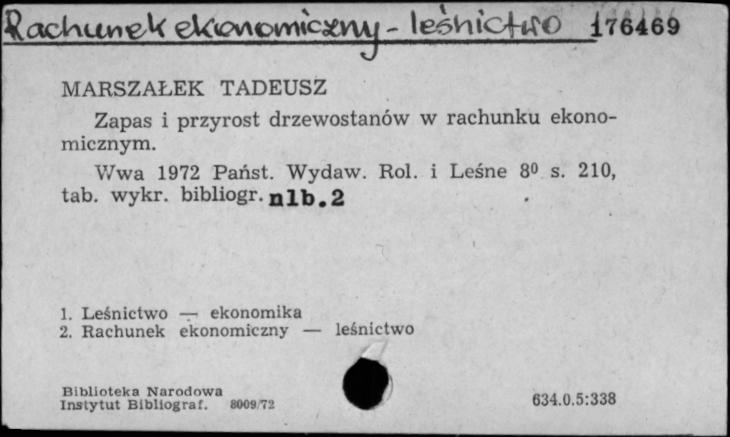 Rachunek ekonomiczny - leśnictwo 176469
MARSZAŁEK TADEUSZ
Zapas i przyrost drzewostanów w rachunku ekono-
micznym.
Wwa 1972 Państ. Wydaw. Rol. i Leśne 8⁰ s. 210,
tab. wykr. bibliogr. nlb.2
1. Leśnictwo — ekonomika
2. Rachunek ekonomiczny — leśnictwo
Biblioteka Narodowa
Instytut Bibliograf. 8009/72
634.0.5:338